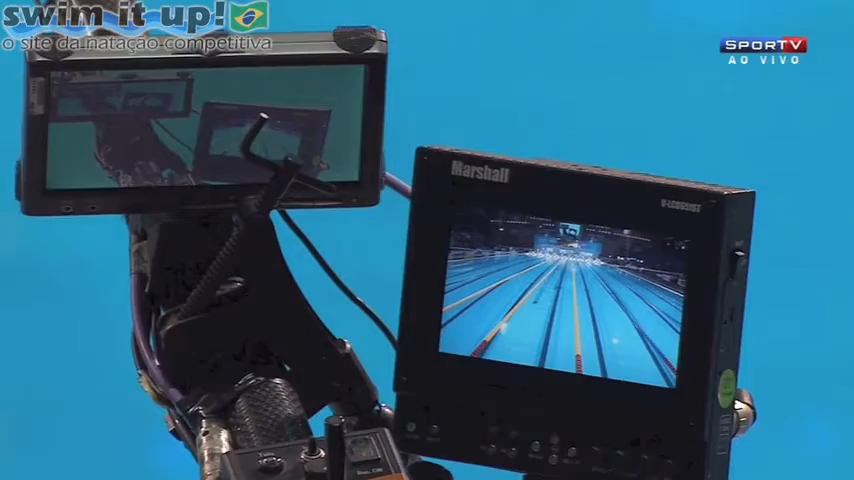 swim it up!
o site da natação competitiva
SPORTV
AO VIVO
Marshall